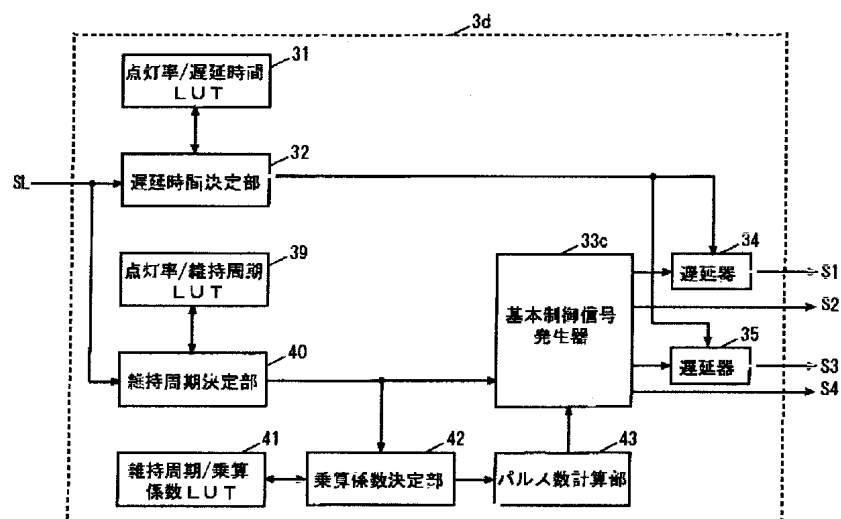 3d
31
点灯率/遅延時間
LUT
32
SL
遅延時間決定部
39
点灯率/維持周期
LUT
33c
34
遅延器
S1
基本制御信号
発生器
S2
40
維持周期決定部
35
遅延器
S3
S4
41
維持周期/乗算
係数LUT
42
乗算係数決定部
43
パルス数計算部